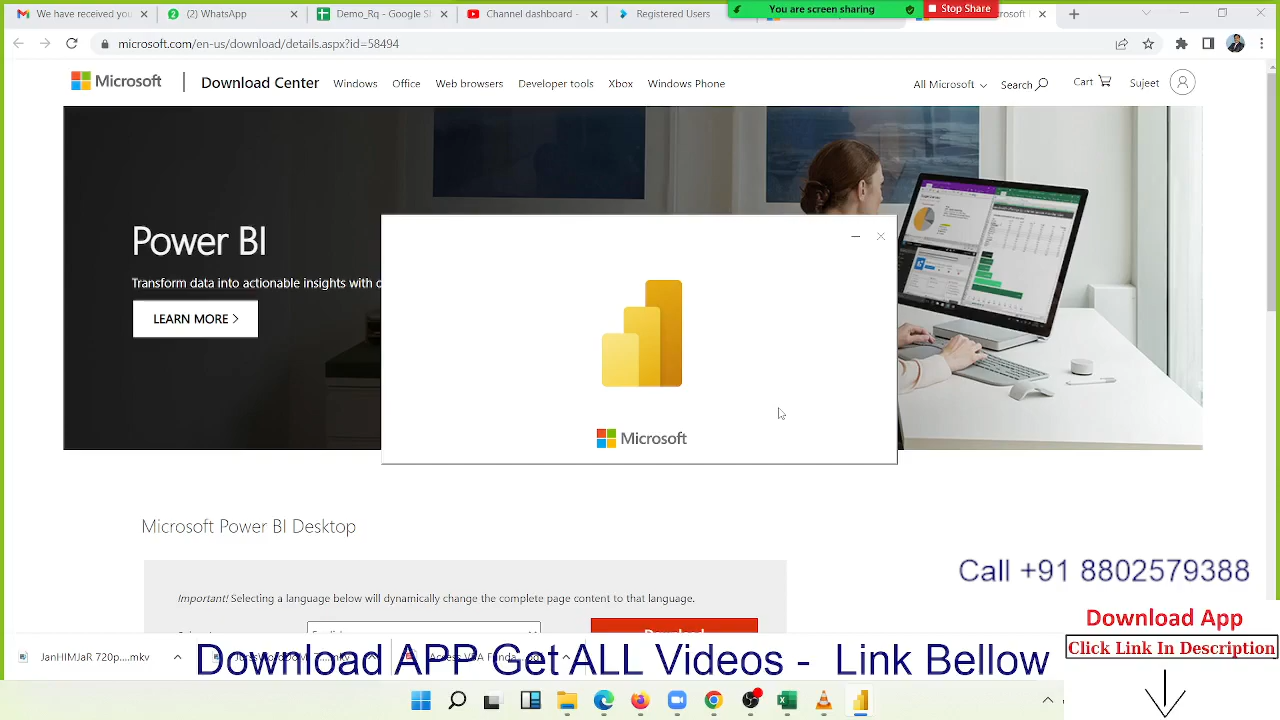 We have received you
(2) WhatsApp
Demo_Rq - Google S
Channel dashboard -
Registered Users
You are screen sharing
Stop Share
microsoft.com/en-us/download/details.aspx?id=58494
Microsoft
Download Center
Windows
Office
Web browsers
Developer tools
Xbox
Windows Phone
All Microsoft
Search
Cart
Sujeet
Power BI
Transform data into actionable insights with
LEARN MORE
Microsoft
Microsoft Power BI Desktop
Important! Selecting a language below will dynamically change the complete page content to that language.
Download
Call +91 8802579388
Download App
Click Link In Description
JanHIMJaR 720p....mkv
Download APP Get ALL Videos - Link Bellow